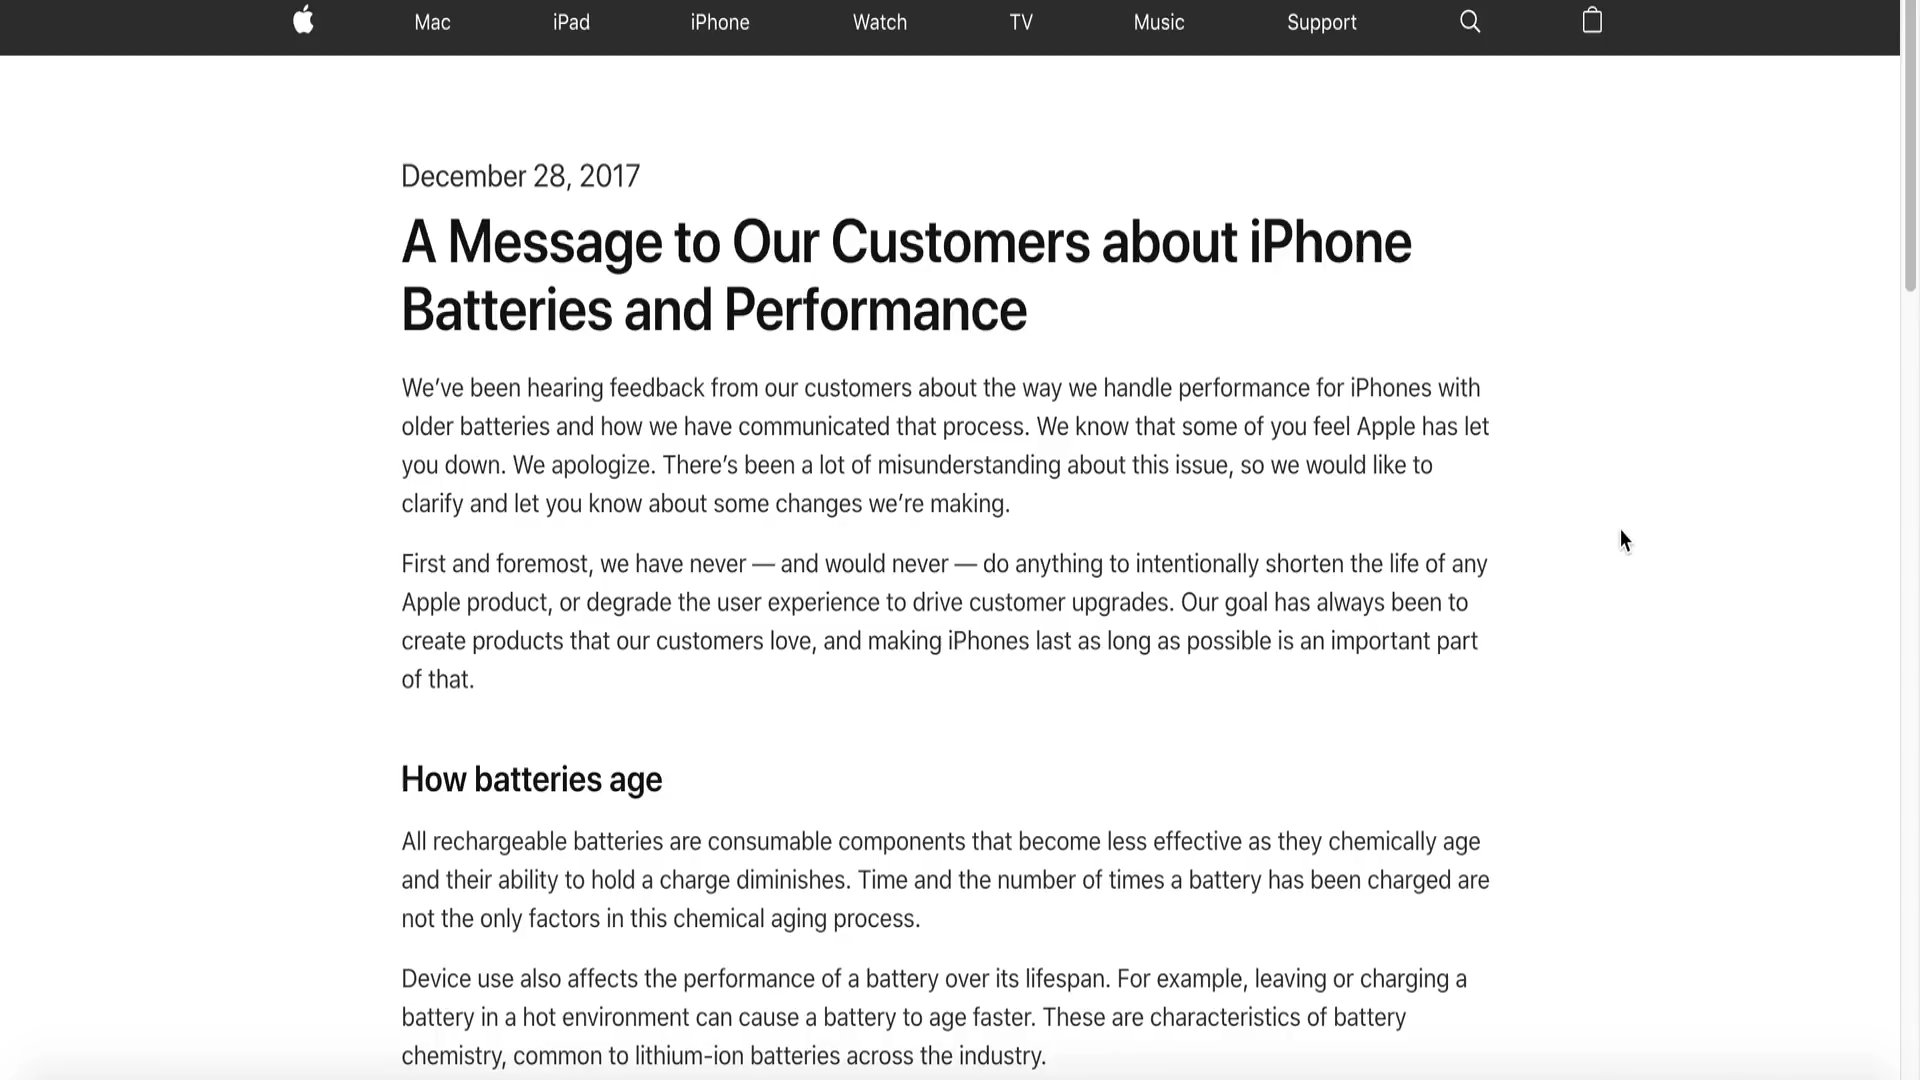 Mac iPad iPhone Watch TV Music Support
December 28, 2017
A Message to Our Customers about iPhone
Batteries and Performance
We’ve been hearing feedback from our customers about the way we handle performance for iPhones with
older batteries and how we have communicated that process. We know that some of you feel Apple has let
you down. We apologize. There’s been a lot of misunderstanding about this issue, so we would like to
clarify and let you know about some changes we’re making.
First and foremost, we have never — and would never — do anything to intentionally shorten the life of any
Apple product, or degrade the user experience to drive customer upgrades. Our goal has always been to
create products that our customers love, and making iPhones last as long as possible is an important part
of that.
How batteries age
All rechargeable batteries are consumable components that become less effective as they chemically age
and their ability to hold a charge diminishes. Time and the number of times a battery has been charged are
not the only factors in this chemical aging process.
Device use also affects the performance of a battery over its lifespan. For example, leaving or charging a
battery in a hot environment can cause a battery to age faster. These are characteristics of battery
chemistry, common to lithium-ion batteries across the industry.